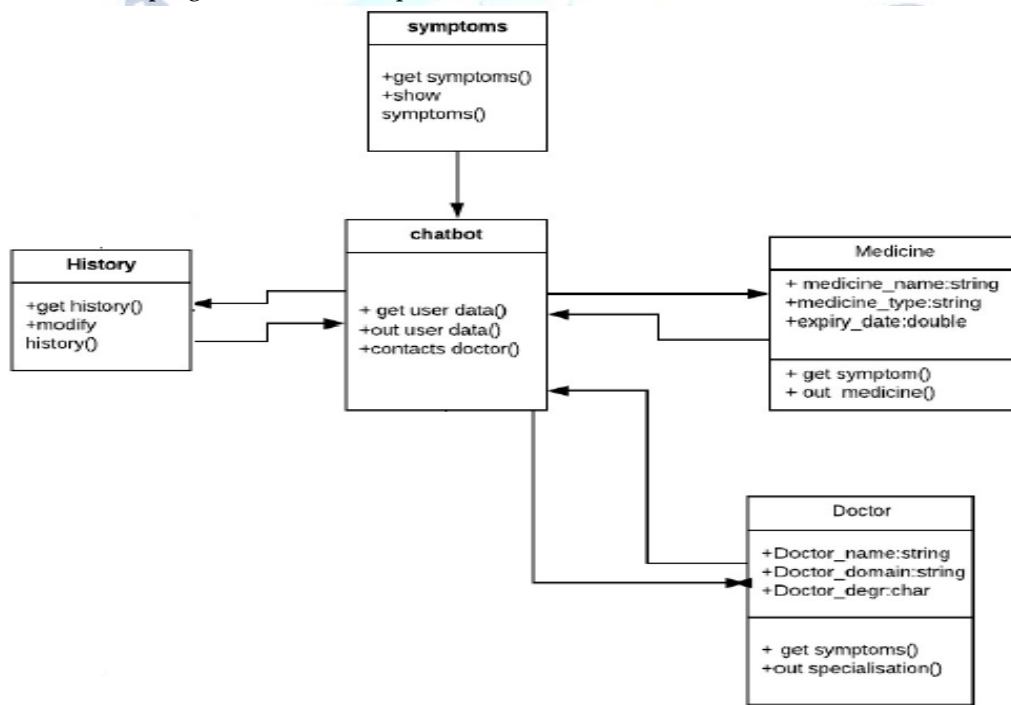 symptoms
+get symptoms()
+show
symptoms()
chatbot
+ get user data()
+out user data()
+contacts doctor()
History
+get history()
+modify
history()
Medicine
+ medicine_name:string
+medicine_type:string
+expiry_date:double
+ get symptom()
+ out medicine()
Doctor
+Doctor_name:string
+Doctor_domain:string
+Doctor_degr:char
+ get symptoms()
+out specialisation()